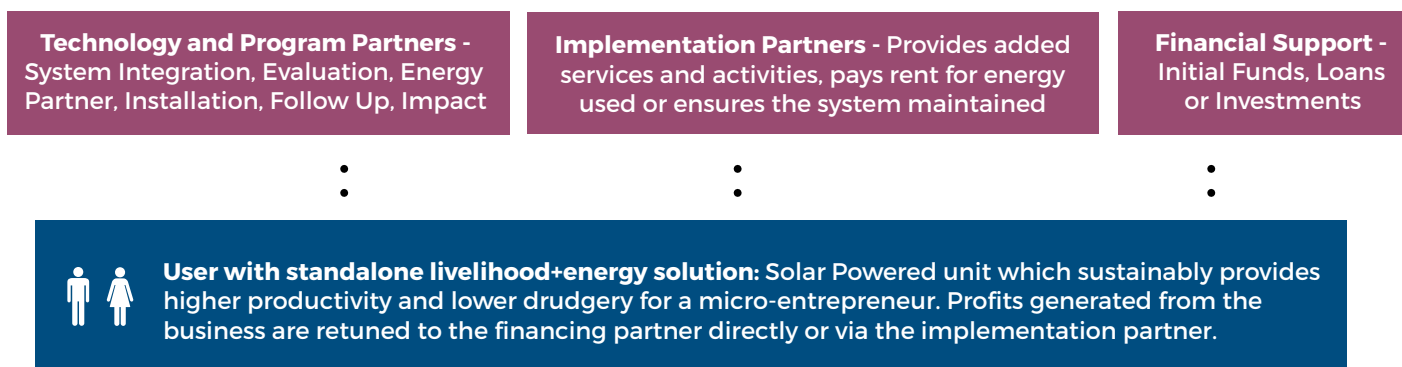 Technology and Program Partners -
System Integration, Evaluation, Energy
Partner, Installation, Follow Up, Impact
Implementation Partners - Provides added
services and activities, pays rent for energy
used or ensures the system maintained
Financial Support -
Initial Funds, Loans
or Investments
User with standalone livelihood+energy solution: Solar Powered unit which sustainably provides
higher productivity and lower drudgery for a micro-entrepreneur. Profits generated from the
business are retuned to the financing partner directly or via the implementation partner.